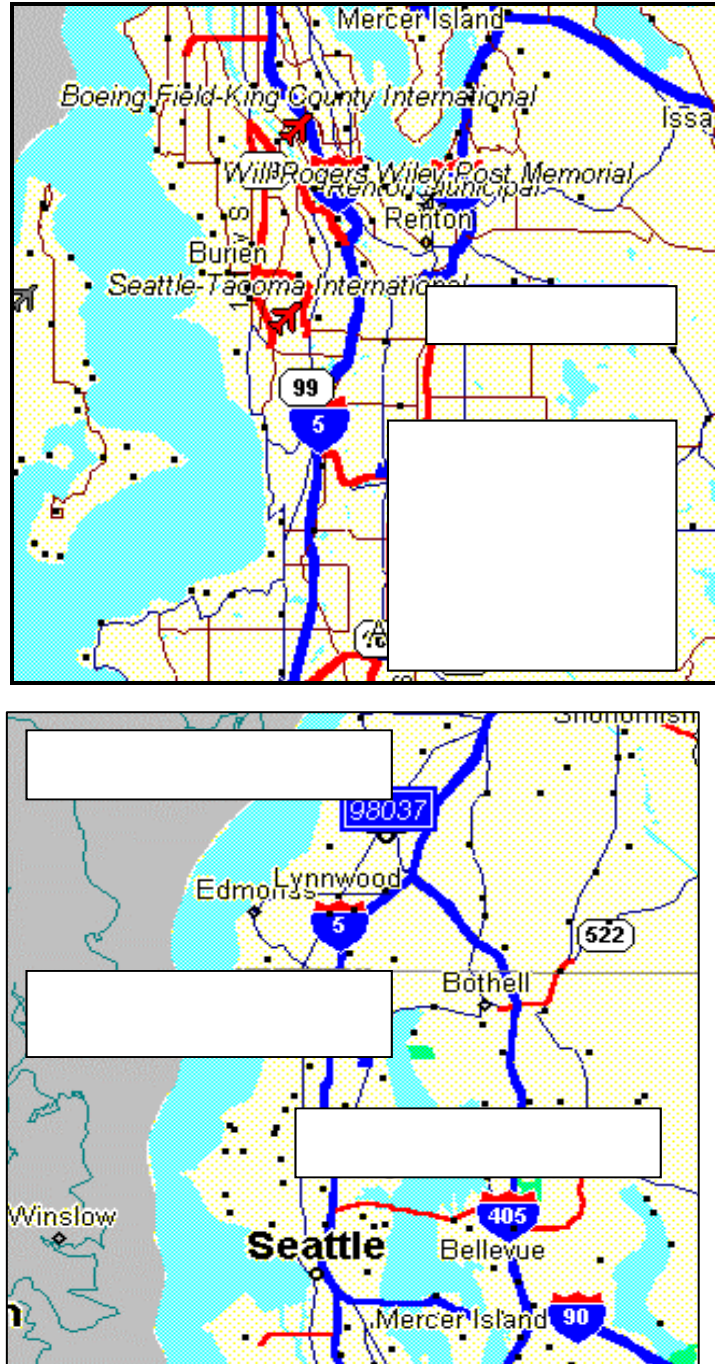 Mercer Island
Boeing Field-King County International
Issa
Will Rogers Wiley Post Memorial
Renton Municipal
Renton
Burien
Seattle-Tacoma International
99
5
Snohomish
98037
Lynnwood
Edmonds
5
522
Bothell
Winslow
405
Seattle
Bellevue
Mercer Island
90